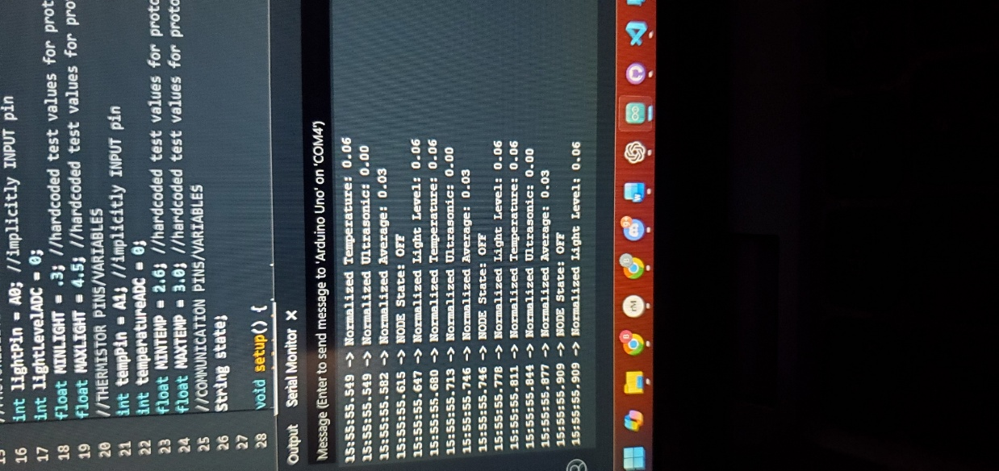 16 int lightPin = A0; //implicitly INPUT pin
17 int lightLevelADC = 0;
18 float MINLIGHT = .3; //hardcoded test values for prot
19 float MAXLIGHT = 4.5; //hardcoded test values for pro
20 //THERMISTOR PINS/VARIABLES
21 int tempPin = A1; //implicitly INPUT pin
22 int temperatureADC = 0;
23 float MINTEMP = 2.6; //hardcoded test values for proto
24 float MAXTEMP = 3.0; //hardcoded test values for proto
25 //COMMUNICATION PINS/VARIABLES
26 String state;
27
28 void setup() {
Output Serial Monitor X
Message (Enter to send message to 'Arduino Uno' on 'COM4')
15:55:55.549 -> Normalized Temperature: 0.06
15:55:55.549 -> Normalized Ultrasonic: 0.00
15:55:55.582 -> Normalized Average: 0.03
15:55:55.615 -> NODE State: OFF
15:55:55.647 -> Normalized Light Level: 0.06
15:55:55.680 -> Normalized Temperature: 0.06
15:55:55.713 -> Normalized Ultrasonic: 0.00
15:55:55.746 -> Normalized Average: 0.03
15:55:55.746 -> NODE State: OFF
15:55:55.778 -> Normalized Light Level: 0.06
15:55:55.811 -> Normalized Temperature: 0.06
15:55:55.844 -> Normalized Ultrasonic: 0.00
15:55:55.877 -> Normalized Average: 0.03
15:55:55.909 -> NODE State: OFF
15:55:55.909 -> Normalized Light Level: 0.06